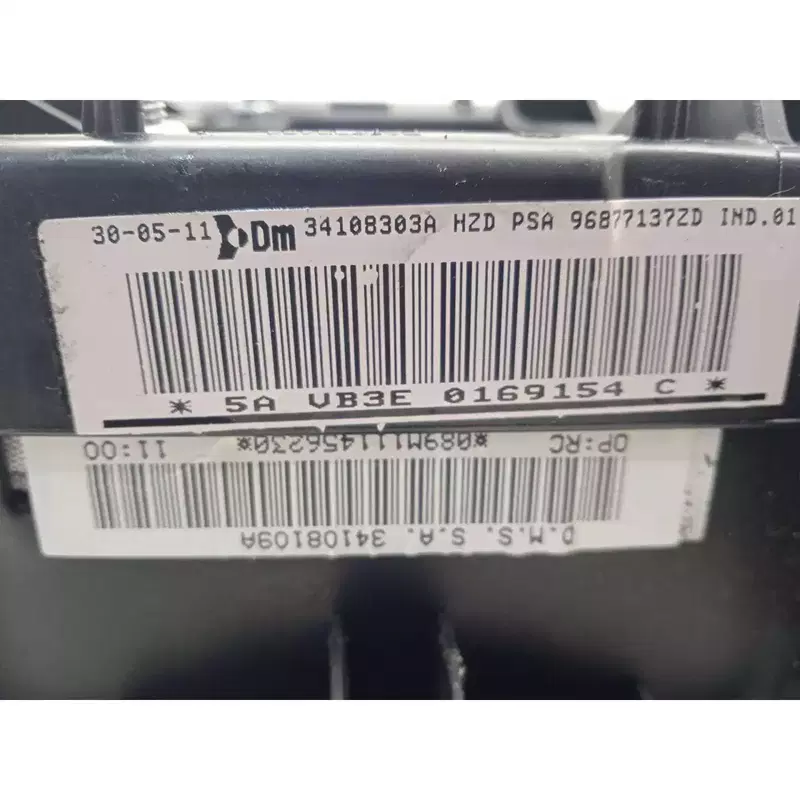 30-05-11 Dm 34108303A HZD PSA 96877137ZD IND.01
* 5A VB3E 0169154 C *
D.M.S. S.A. 34108109A
OP:RC *089M111456230* 11:00